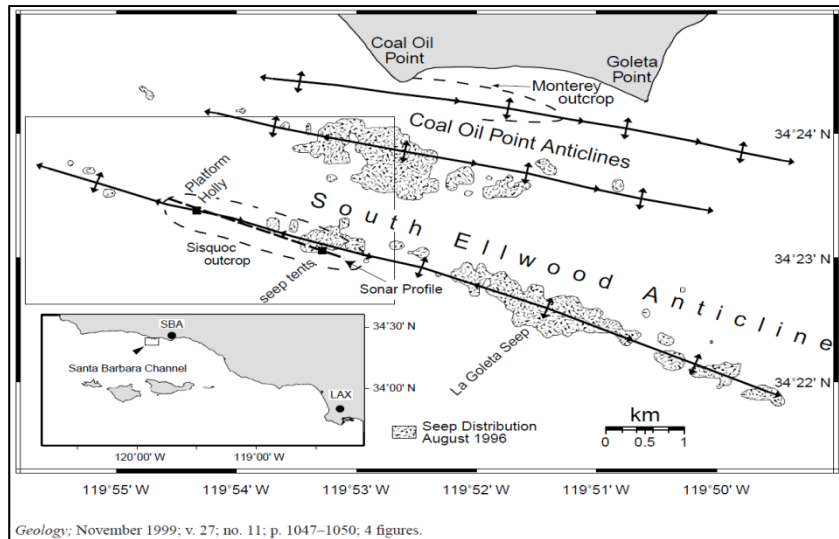 Coal Oil
Point
Goleta
Point
Monterey
outcrop
34°24' N
Coal Oil Point Anticlines
Platform
Holly
South Ellwood Anticline
Sisquoc
outcrop
seep tents
Sonar Profile
34°23' N
La Goleta Seep
34°22' N
SBA
34°30' N
Santa Barbara
Channel
34°00' N
LAX
120°00' W
119°00' W
Seep Distribution
August 1996
km
0 0.5 1
119°55' W
119°54' W
119°53' W
119°52' W
119°51' W
119°50' W
Geology; November 1999; v. 27; no. 11; p. 1047–1050; 4 figures.